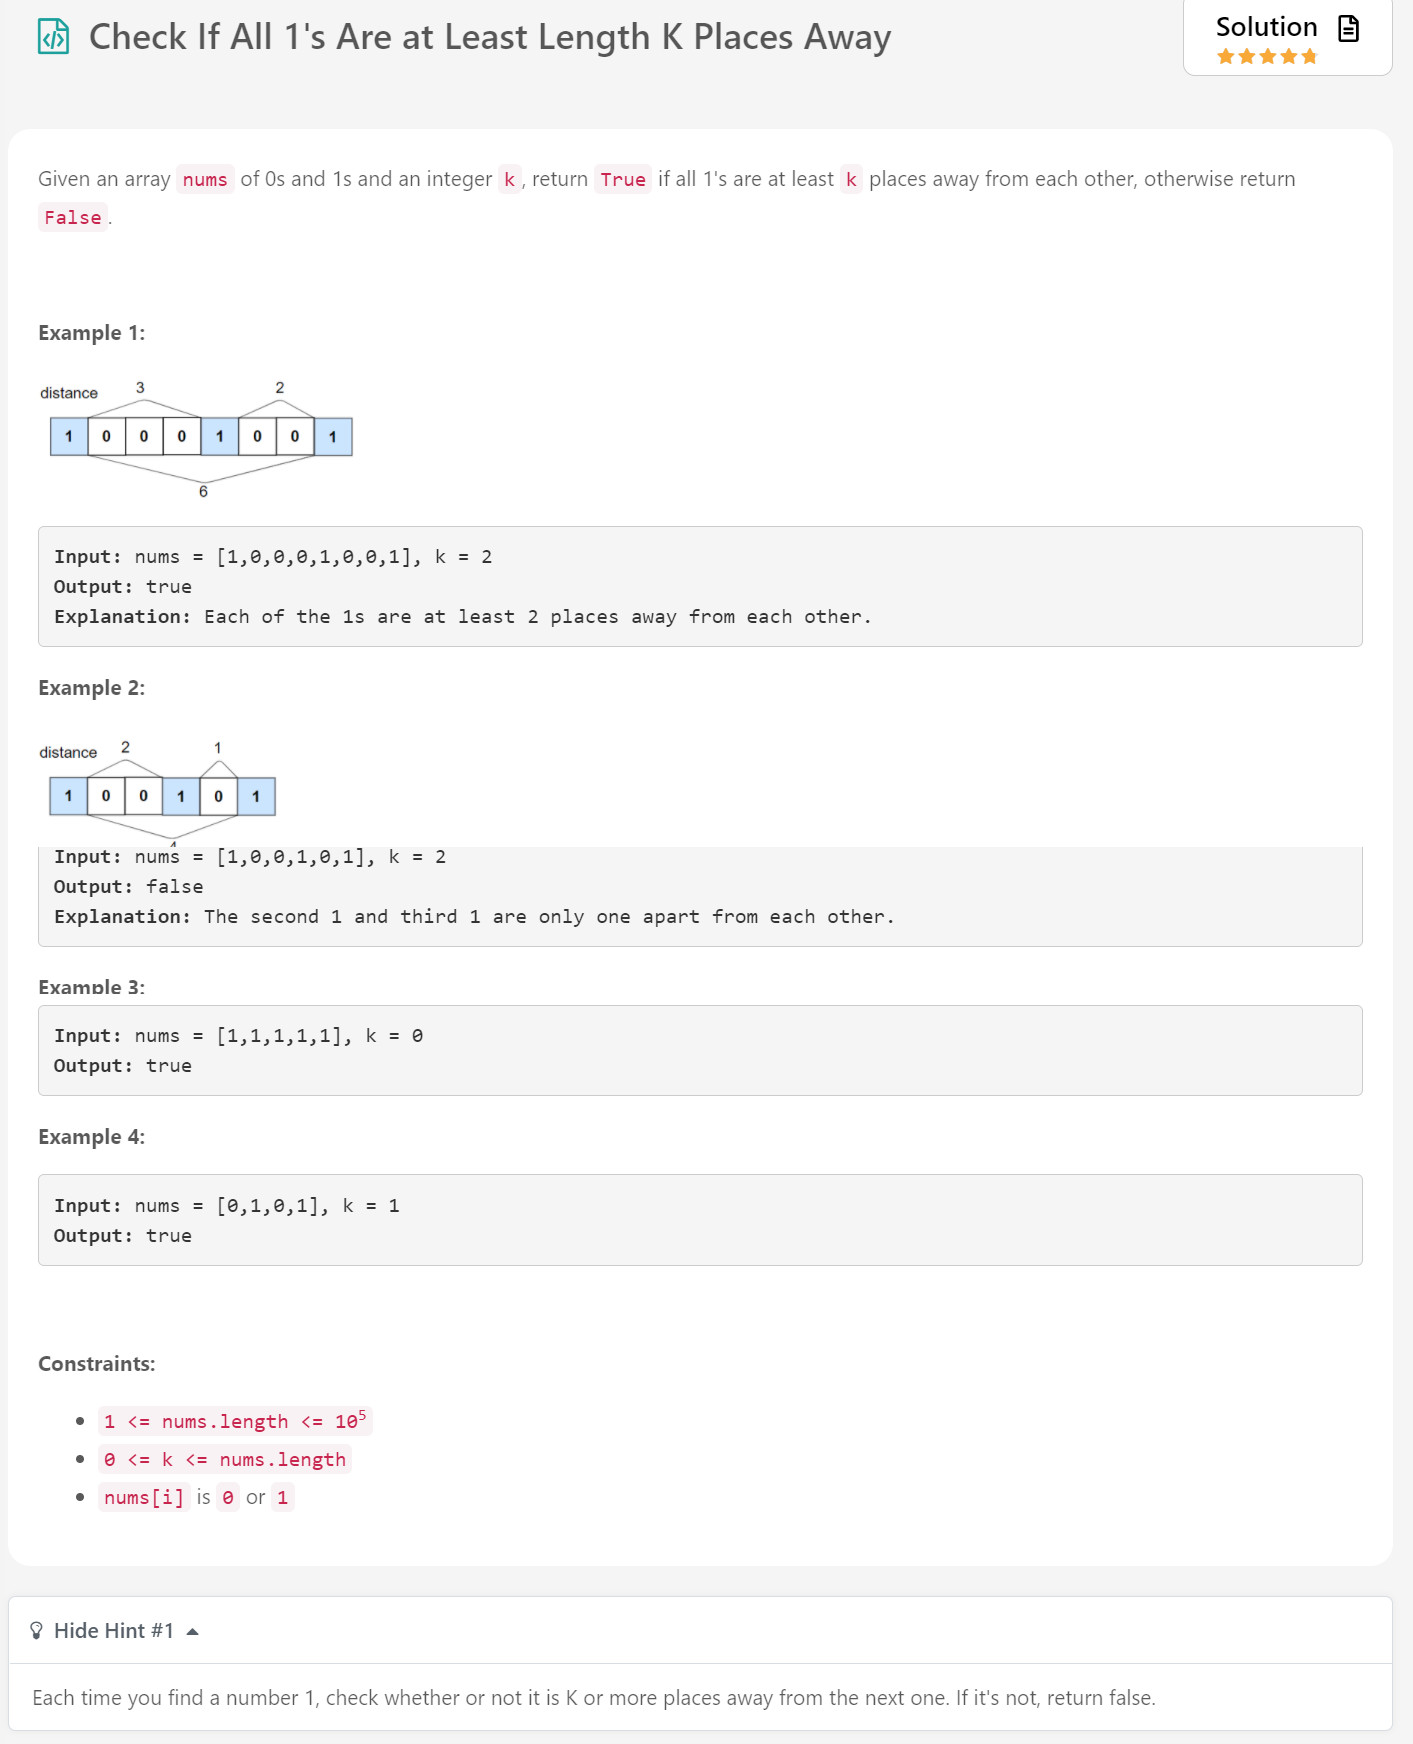 Check If All 1's Are at Least Length K Places Away
Solution
Given an array nums of 0s and 1s and an integer k, return True if all 1's are at least k places away from each other, otherwise return
False.
Example 1:
distance 3 2
1 0 0 0 1 0 0 1
6
Input: nums = [1,0,0,0,1,0,0,1], k = 2
Output: true
Explanation: Each of the 1s are at least 2 places away from each other.
Example 2:
distance 2 1
1 0 0 1 0 1
Input: nums = [1,0,0,1,0,1], k = 2
Output: false
Explanation: The second 1 and third 1 are only one apart from each other.
Example 3:
Input: nums = [1,1,1,1,1], k = 0
Output: true
Example 4:
Input: nums = [0,1,0,1], k = 1
Output: true
Constraints:
• 1 <= nums.length <= 10⁵
• 0 <= k <= nums.length
• nums[i] is 0 or 1
Hide Hint #1
Each time you find a number 1, check whether or not it is K or more places away from the next one. If it's not, return false.